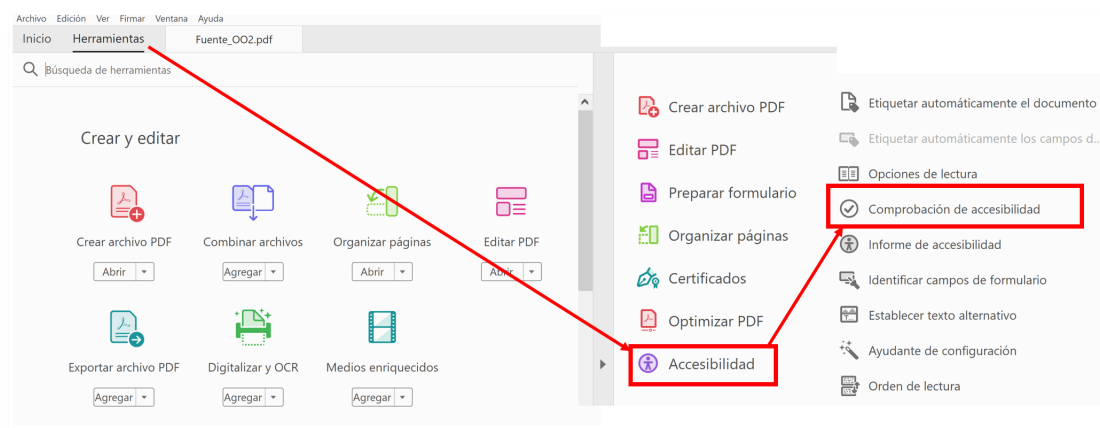 Archivo Edición Ver Firmar Ventana Ayuda
Inicio Herramientas Fuente_OO2.pdf
Búsqueda de herramientas
Crear y editar
Crear archivo PDF Combinar archivos Organizar páginas Editar PDF
Abrir Agregar Abrir Abrir
Exportar archivo PDF Digitalizar y OCR Medios enriquecidos
Agregar Agregar Agregar
Crear archivo PDF
Editar PDF
Preparar formulario
Organizar páginas
Certificados
Optimizar PDF
Accesibilidad
Etiquetar automáticamente el documento
Etiquetar automáticamente los campos d...
Opciones de lectura
Comprobación de accesibilidad
Informe de accesibilidad
Identificar campos de formulario
Establecer texto alternativo
Ayudante de configuración
Orden de lectura